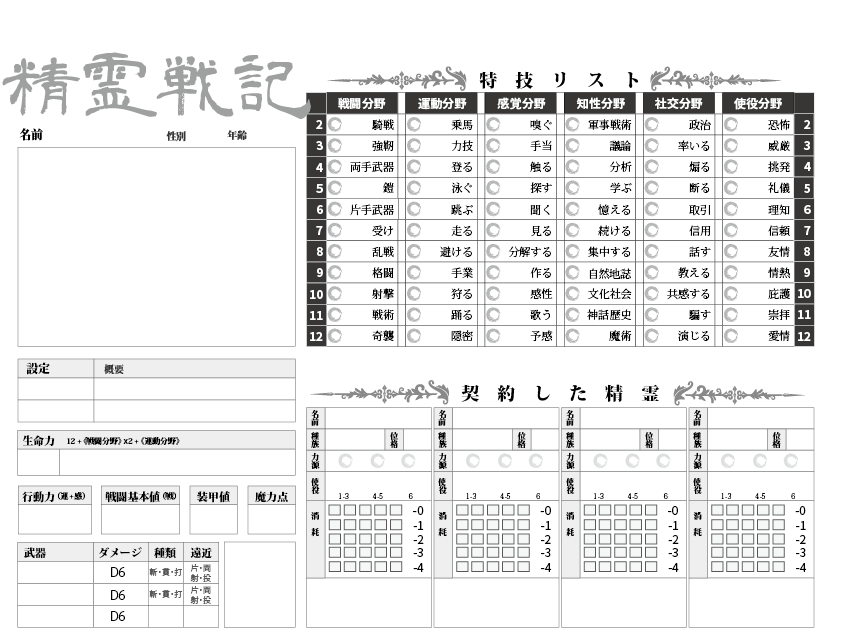 精霊戦記
名前 性別 年齢
設定 概要
生命力 12 + (戦闘分野) x2 + (運動分野)
行動力 (運+感) 戦闘基本値 (戦) 装甲値 魔力点
武器 ダメージ 種類 遠近
D6 斬・貫・打 片・両
射・投
D6 斬・貫・打 片・両
射・投
D6
特技リスト
戦闘分野 運動分野 感覚分野 知性分野 社交分野 使役分野
2 騎戦 乗馬 嗅ぐ 軍事戦術 政治 恐怖 2
3 強靭 力技 手当 議論 率いる 威厳 3
4 両手武器 登る 触る 分析 煽る 挑発 4
5 鎧 泳ぐ 探す 学ぶ 断る 礼儀 5
6 片手武器 跳ぶ 聞く 憶える 取引 理知 6
7 受け 走る 見る 続ける 信用 信頼 7
8 乱戦 避ける 分解する 集中する 話す 友情 8
9 格闘 手業 作る 自然地誌 教える 情熱 9
10 射撃 狩る 感性 文化社会 共感する 庇護 10
11 戦術 踊る 歌う 神話歴史 騙す 崇拝 11
12 奇襲 隠密 予感 魔術 演じる 愛情 12
契約した精霊
名前 名前 名前 名前
種族 位格 種族 位格 種族 位格 種族 位格
力源 力源 力源 力源
使役 1-3 4-5 6 使役 1-3 4-5 6 使役 1-3 4-5 6 使役 1-3 4-5 6
消耗 消耗 消耗 消耗
-0 -0 -0 -0
-1 -1 -1 -1
-2 -2 -2 -2
-3 -3 -3 -3
-4 -4 -4 -4